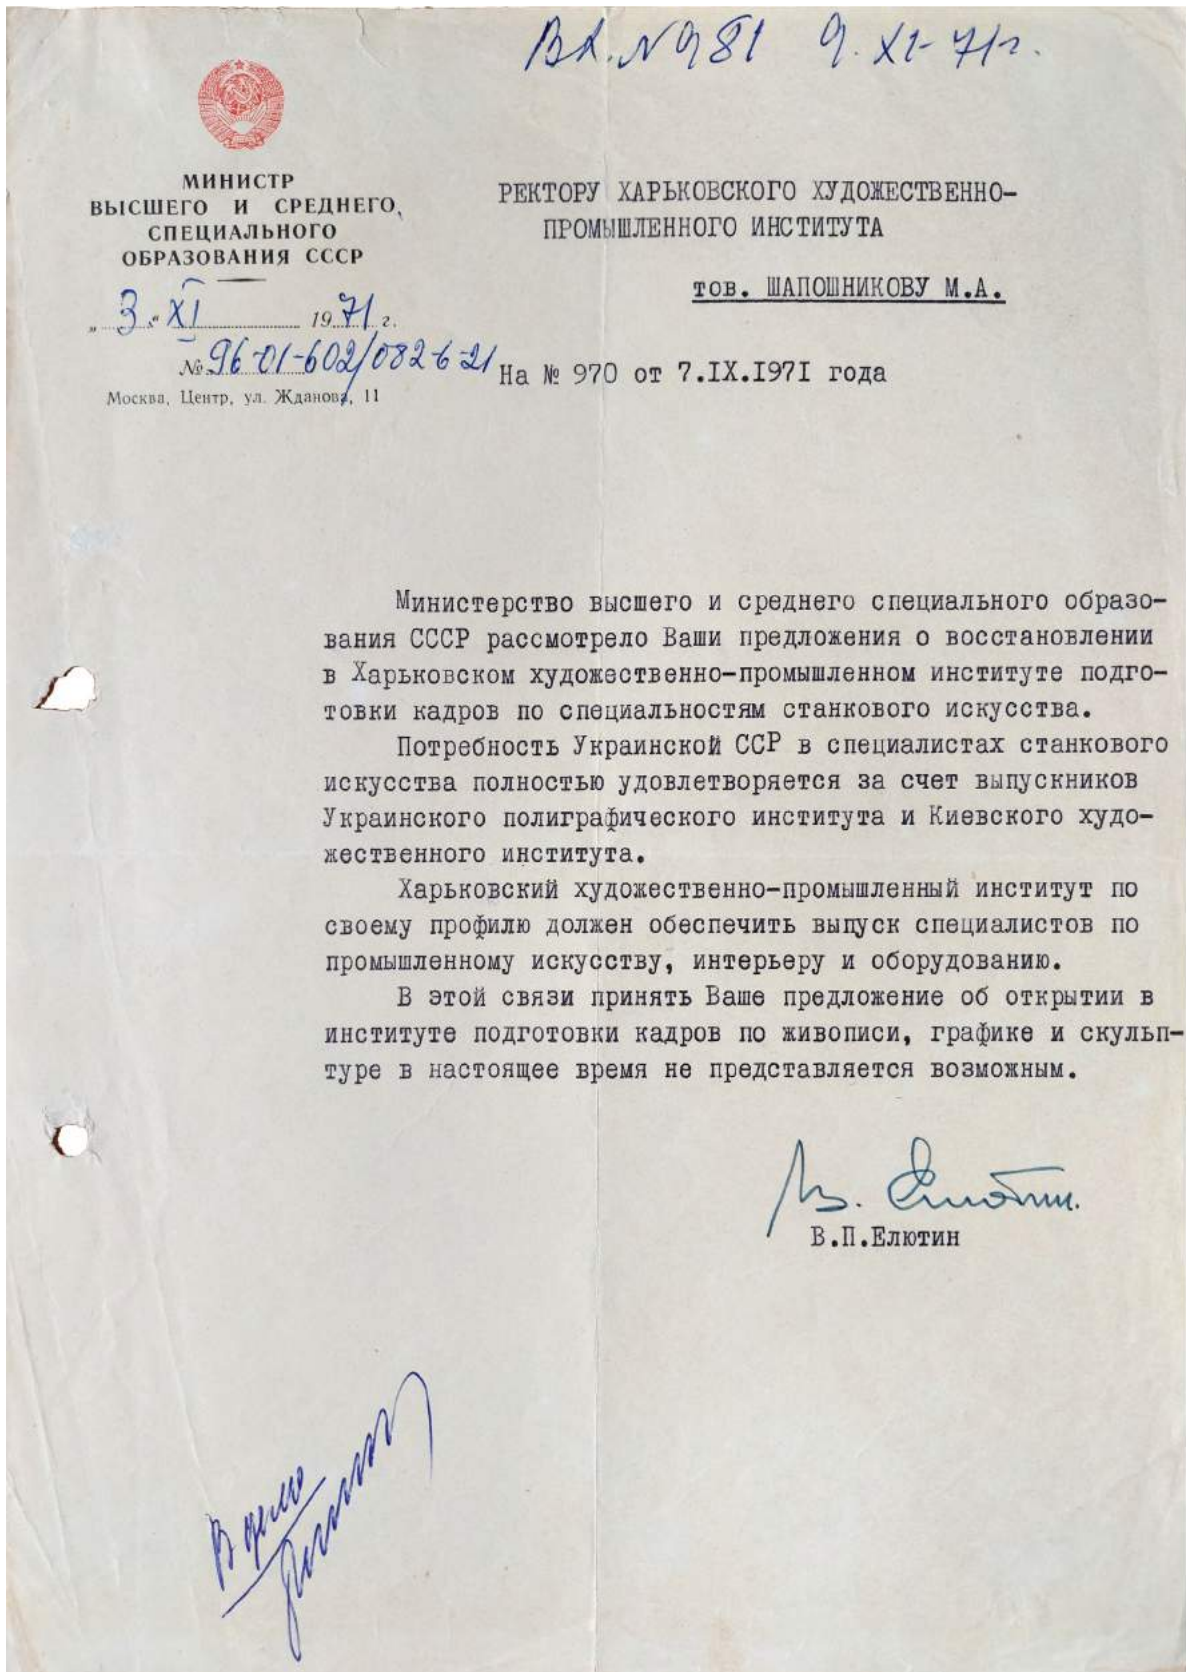 Вх. № 981 9.XI-71г.
МИНИСТР
ВЫСШЕГО И СРЕДНЕГО
СПЕЦИАЛЬНОГО
ОБРАЗОВАНИЯ СССР
„3“ XI 1971 г.
№ 96-01-602/082-6-21
Москва, Центр, ул. Жданова, 11
РЕКТОРУ ХАРЬКОВСКОГО ХУДОЖЕСТВЕННО-
ПРОМЫШЛЕННОГО ИНСТИТУТА
тов. ШАПОШНИКОВУ М.А.
На № 970 от 7.IX.1971 года
Министерство высшего и среднего специального образо-
вания СССР рассмотрело Ваши предложения о восстановлении
в Харьковском художественно-промышленном институте подго-
товки кадров по специальностям станкового искусства.
Потребность Украинской ССР в специалистах станкового
искусства полностью удовлетворяется за счет выпускников
Украинского полиграфического института и Киевского худо-
жественного института.
Харьковский художественно-промышленный институт по
своему профилю должен обеспечить выпуск специалистов по
промышленному искусству, интерьеру и оборудованию.
В этой связи принять Ваше предложение об открытии в
институте подготовки кадров по живописи, графике и скульп-
туре в настоящее время не представляется возможным.
В. Елютин.
В.П.Елютин
В дело